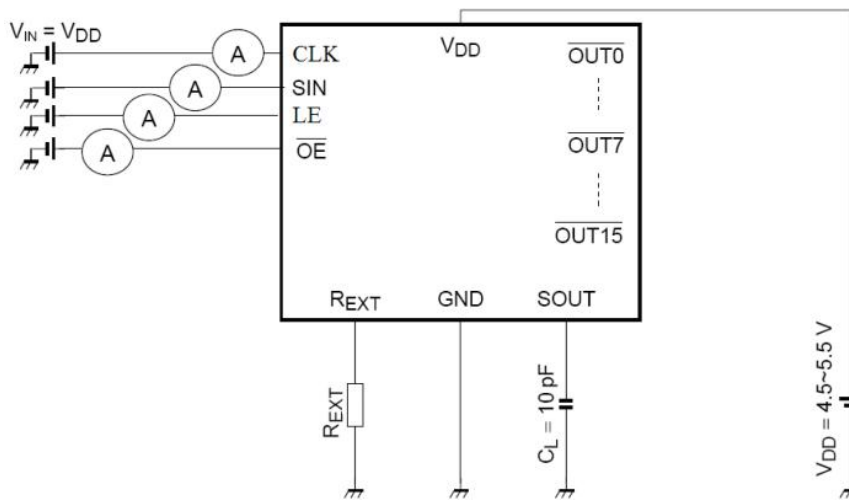 VIN = VDD
A
CLK
A
SIN
A
LE
A
OE
VDD
OUT0
OUT7
OUT15
REXT
GND
SOUT
REXT
CL = 10 pF
VDD = 4.5~5.5 V